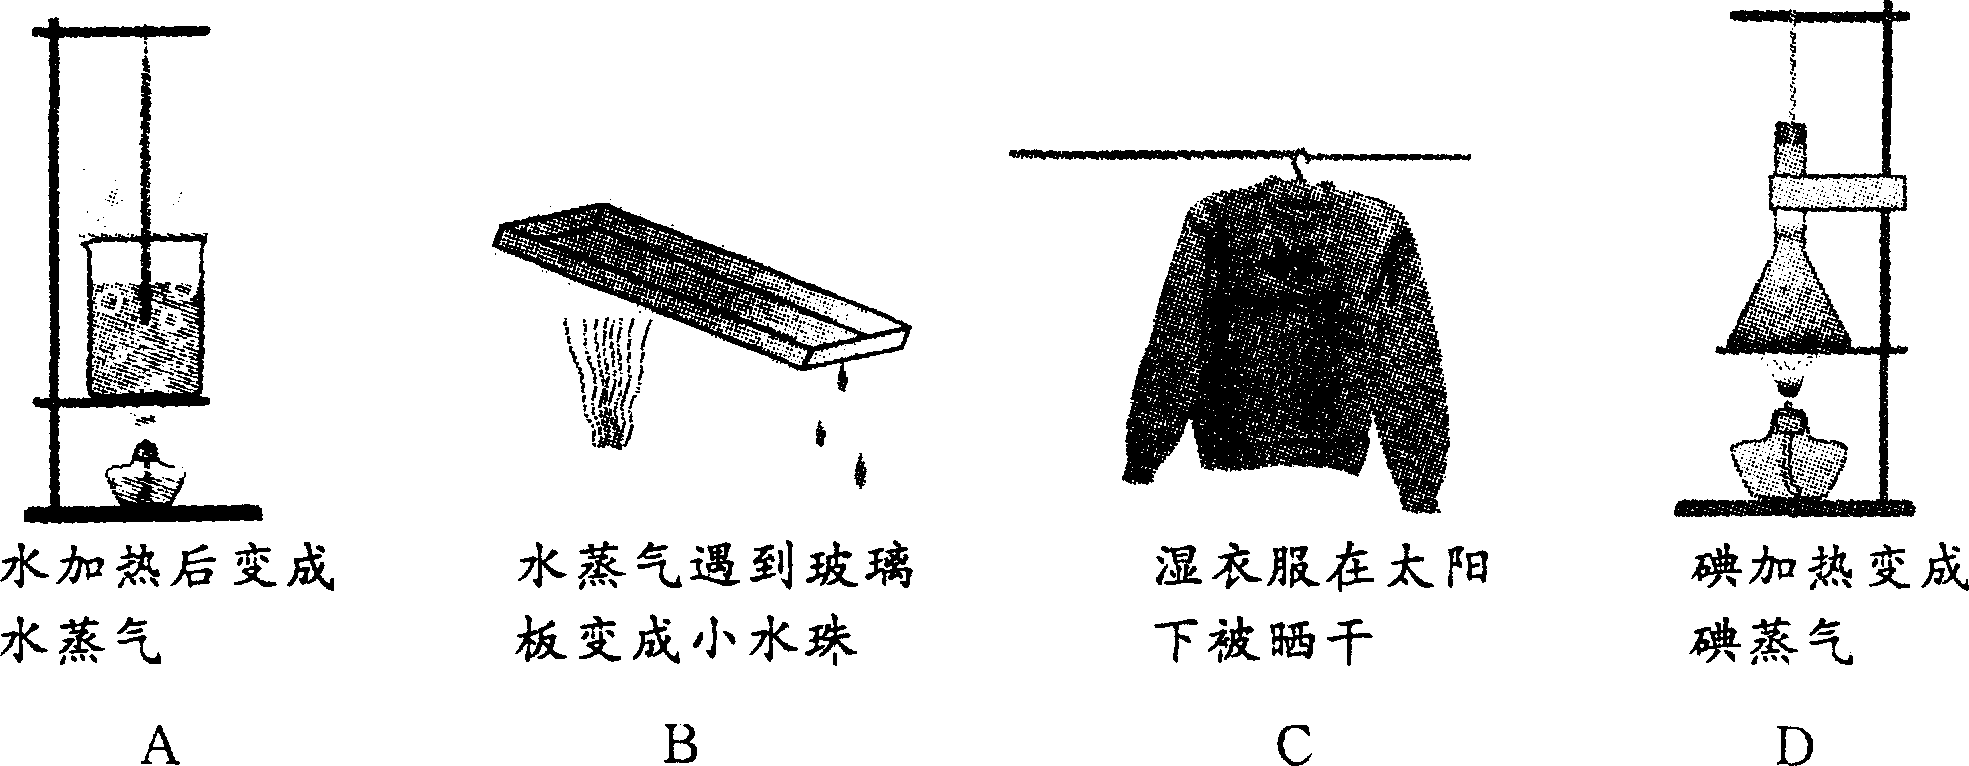 水加热后变成
水蒸气
A
水蒸气遇到玻璃
板变成小水珠
B
湿衣服在太阳
下被晒干
C
碘加热变成
碘蒸气
D